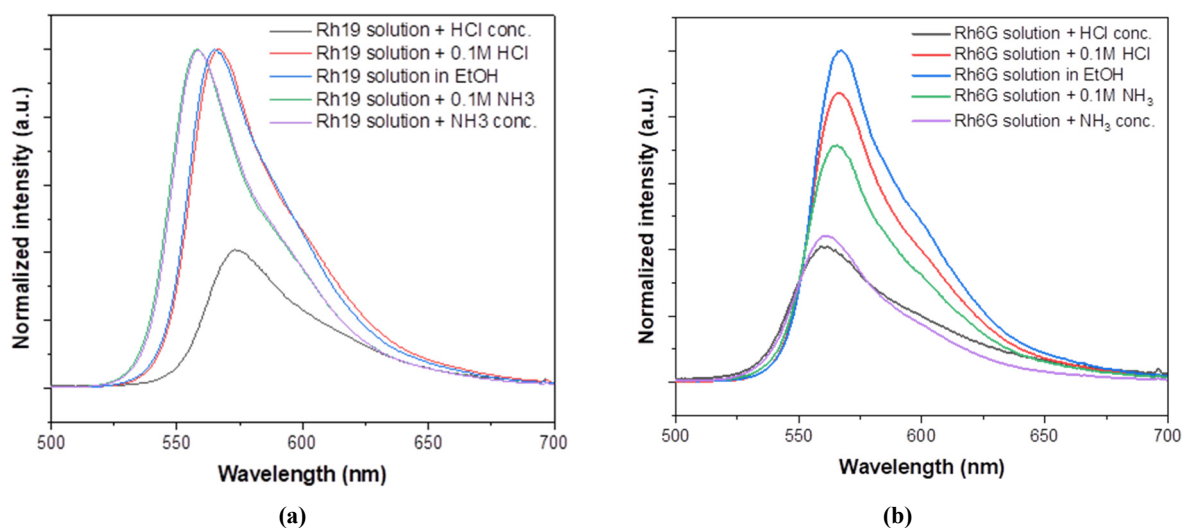 Rh19 solution + HCl conc.
Rh19 solution + 0.1M HCl
Rh19 solution in EtOH
Rh19 solution + 0.1M NH3
Rh19 solution + NH3 conc.
Normalized intensity (a.u.)
500 550 600 650 700
Wavelength (nm)
(a)
Rh6G solution + HCl conc.
Rh6G solution + 0.1M HCl
Rh6G solution in EtOH
Rh6G solution + 0.1M NH₃
Rh6G solution + NH₃ conc.
Normalized intensity (a.u.)
500 550 600 650 700
Wavelength (nm)
(b)